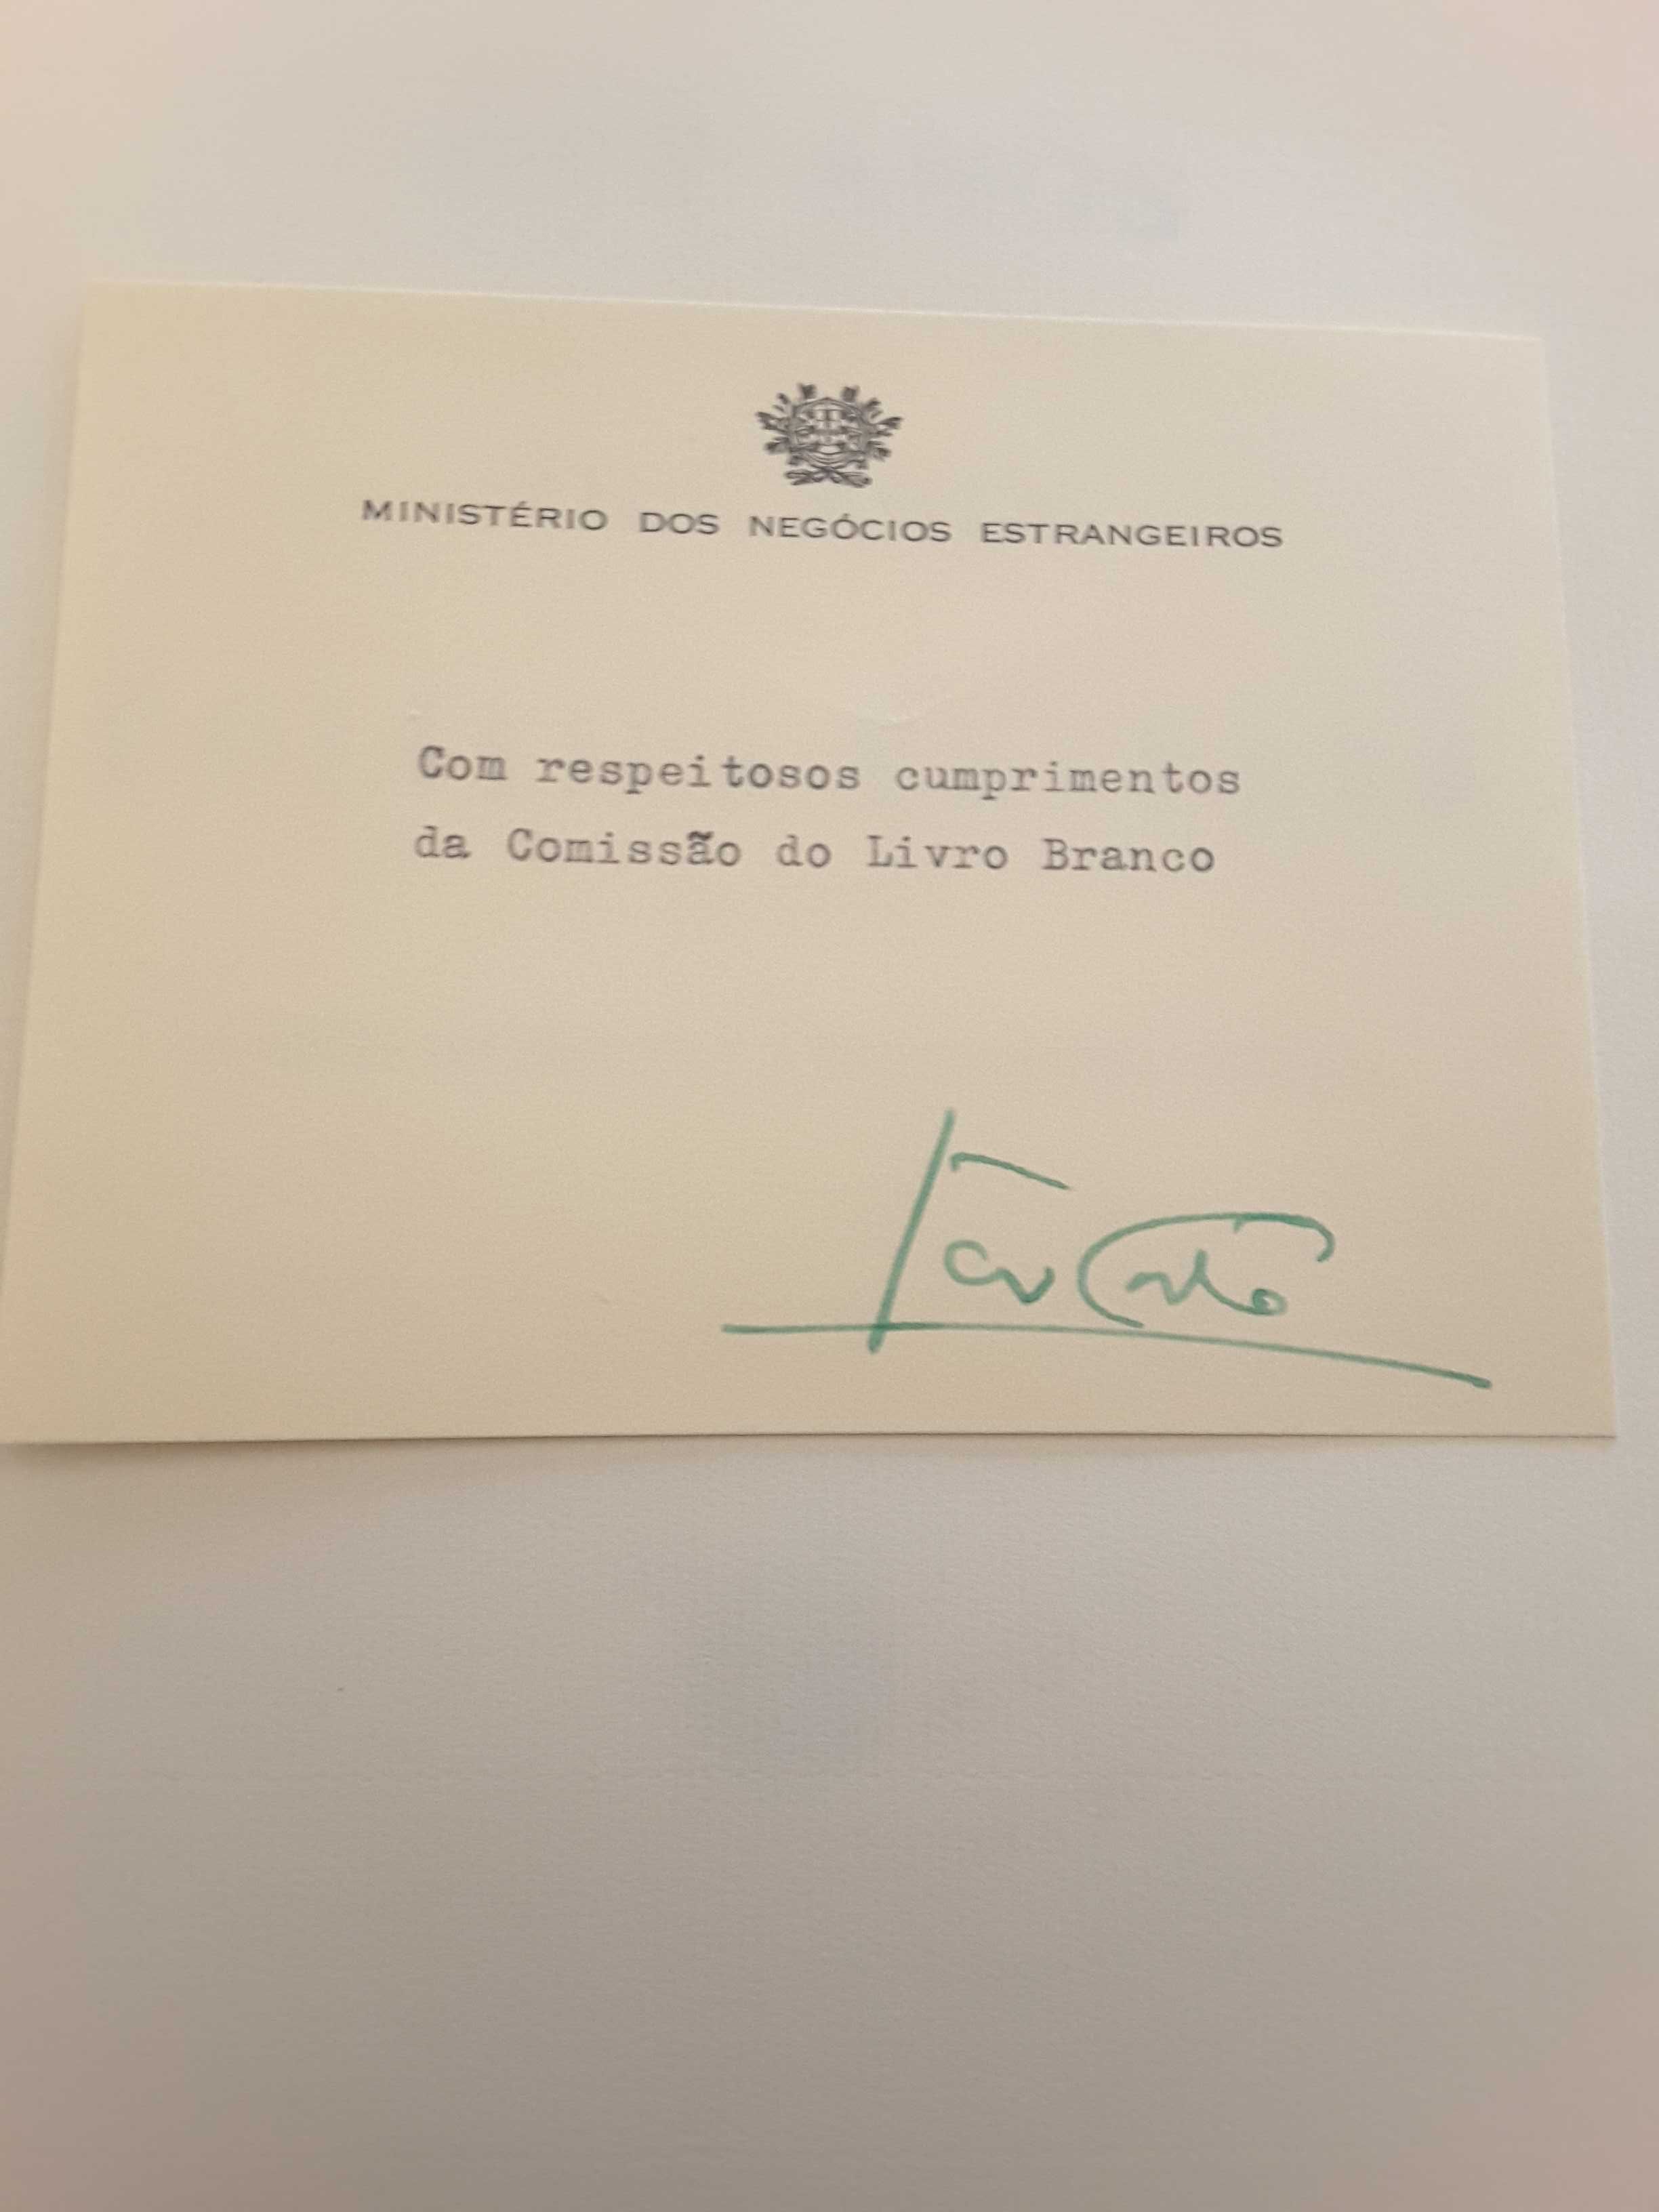 MINISTÉRIO DOS NEGÓCIOS ESTRANGEIROS
Com respeitosos cumprimentos
da Comissão do Livro Branco